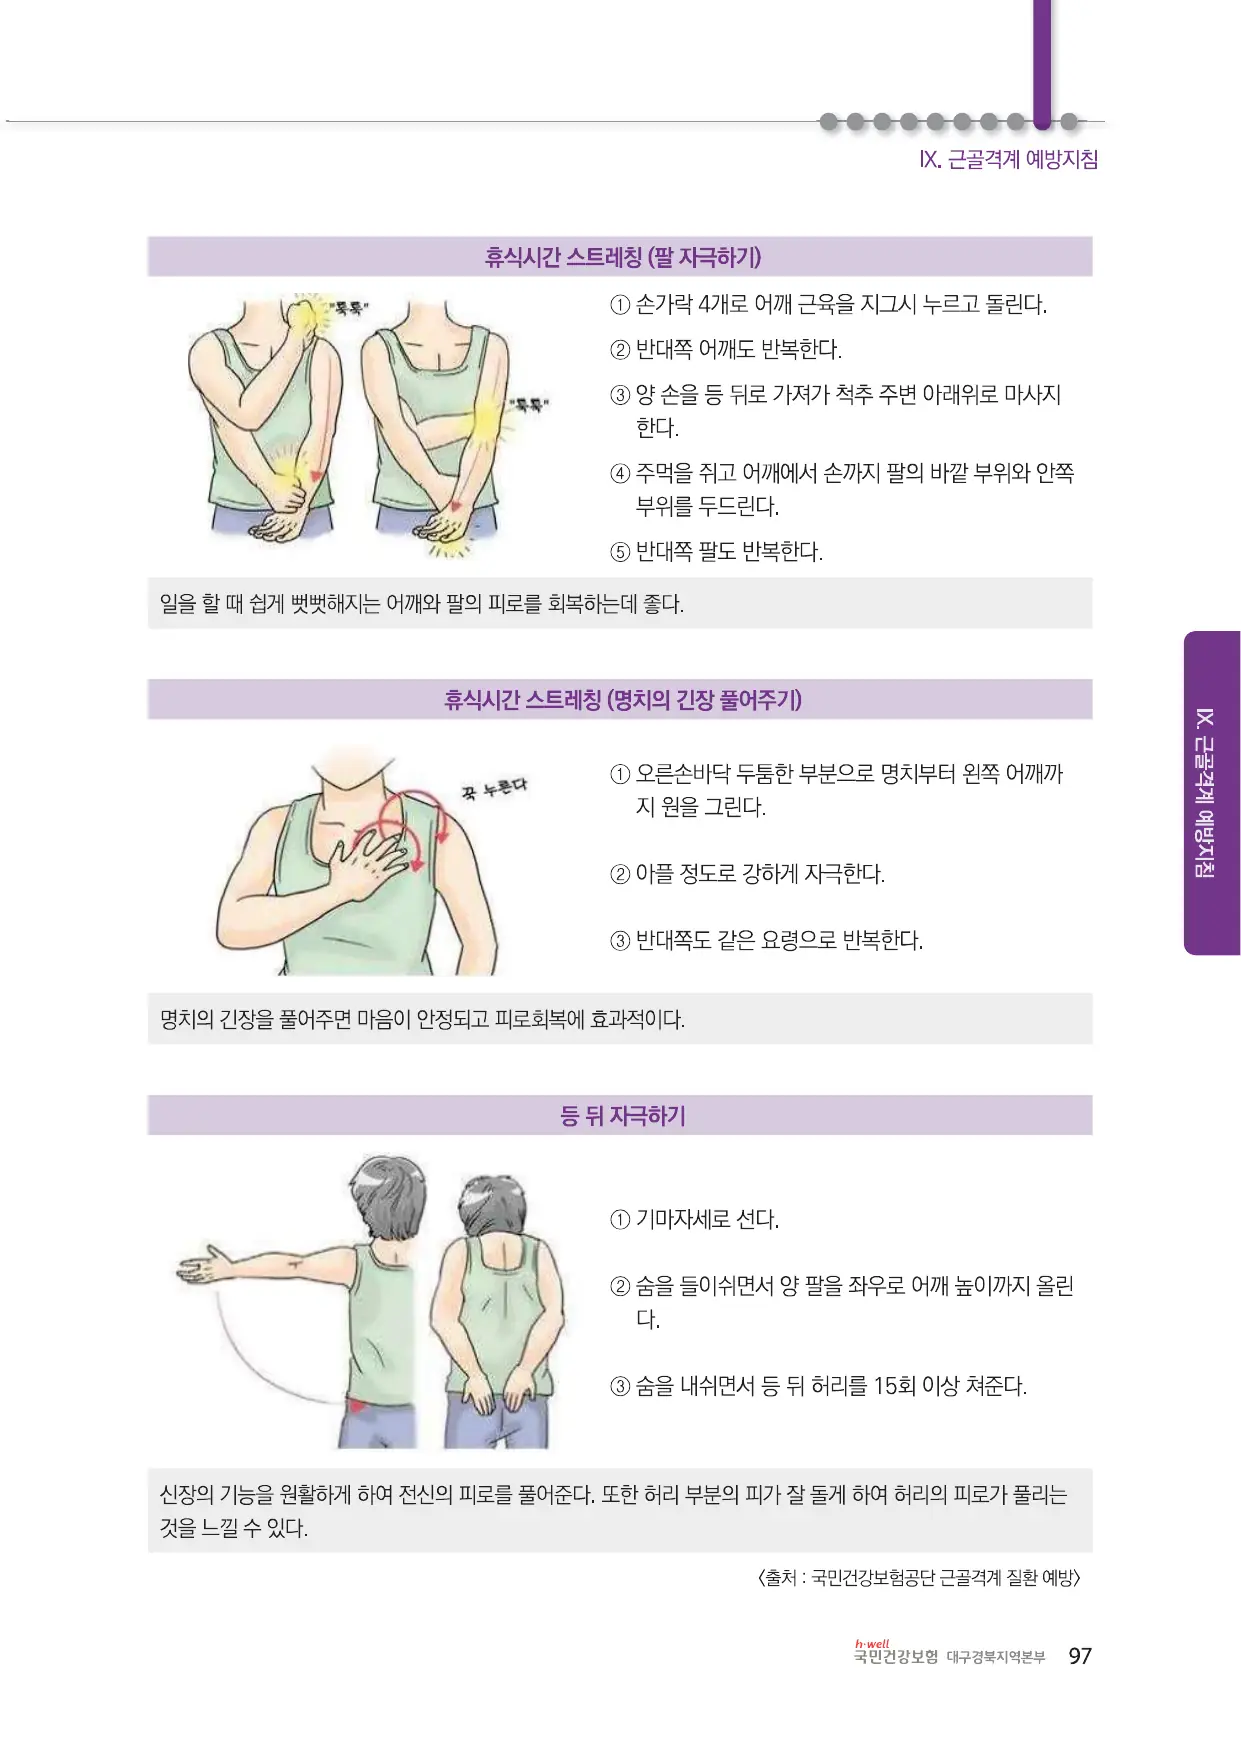 IX. 근골격계 예방지침
휴식시간 스트레칭 (팔 자극하기)
"툭툭"
"툭툭"
① 손가락 4개로 어깨 근육을 지그시 누르고 돌린다.
② 반대쪽 어깨도 반복한다.
③ 양 손을 등 뒤로 가져가 척추 주변 아래위로 마사지
한다.
④ 주먹을 쥐고 어깨에서 손까지 팔의 바깥 부위와 안쪽
부위를 두드린다.
⑤ 반대쪽 팔도 반복한다.
일을 할 때 쉽게 뻣뻣해지는 어깨와 팔의 피로를 회복하는데 좋다.
휴식시간 스트레칭 (명치의 긴장 풀어주기)
꾹 누른다
① 오른손바닥 두툼한 부분으로 명치부터 왼쪽 어깨까
지 원을 그린다.
② 아플 정도로 강하게 자극한다.
③ 반대쪽도 같은 요령으로 반복한다.
명치의 긴장을 풀어주면 마음이 안정되고 피로회복에 효과적이다.
IX. 근골격계 예방지침
등 뒤 자극하기
① 기마자세로 선다.
② 숨을 들이쉬면서 양 팔을 좌우로 어깨 높이까지 올린
다.
③ 숨을 내쉬면서 등 뒤 허리를 15회 이상 쳐준다.
신장의 기능을 원활하게 하여 전신의 피로를 풀어준다. 또한 허리 부분의 피가 잘 돌게 하여 허리의 피로가 풀리는
것을 느낄 수 있다.
<출처 : 국민건강보험공단 근골격계 질환 예방>
h·well
국민건강보험 대구경북지역본부 97